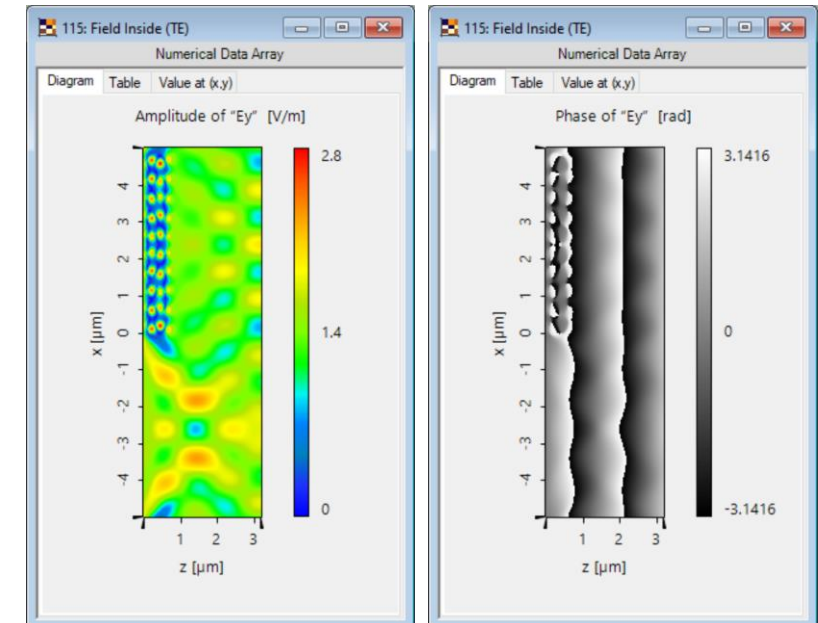 115: Field Inside (TE)
Numerical Data Array
Diagram Table Value at (x,y)
Amplitude of "Ey" [V/m]
2.8
1.4
0
4
3
2
1
0
-1
-2
-3
-4
x [µm]
1 2 3
z [µm]
115: Field Inside (TE)
Numerical Data Array
Diagram Table Value at (x,y)
Phase of "Ey" [rad]
3.1416
0
-3.1416
4
3
2
1
0
-1
-2
-3
-4
x [µm]
1 2 3
z [µm]